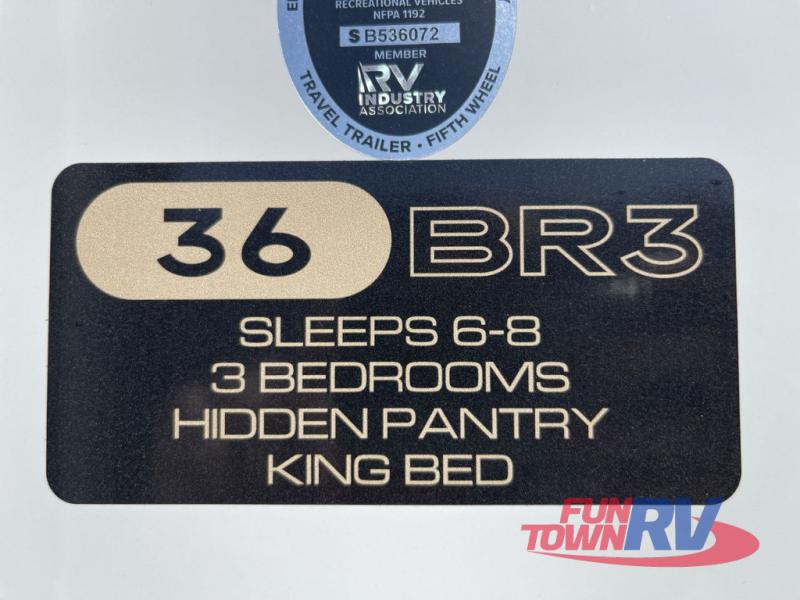 RECREATIONAL VEHICLES
NFPA 1192
S B536072
MEMBER
RV
INDUSTRY
ASSOCIATION
TRAVEL TRAILER • FIFTH WHEEL
36 BR3
SLEEPS 6-8
3 BEDROOMS
HIDDEN PANTRY
KING BED
FUN
TOWN RV